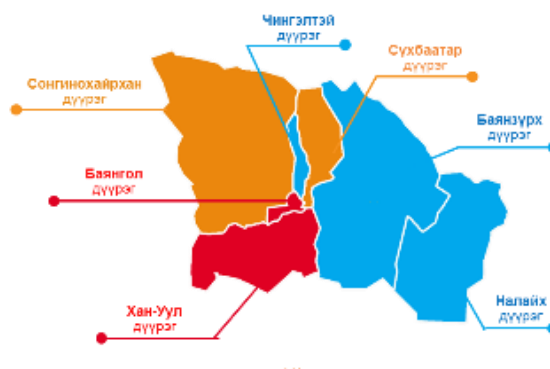 Чингэлтэй
дүүрэг
Сүхбаатар
дүүрэг
Сонгинохайрхан
дүүрэг
Баянзүрх
дүүрэг
Баянгол
дүүрэг
Хан-Уул
дүүрэг
Налайх
дүүрэг